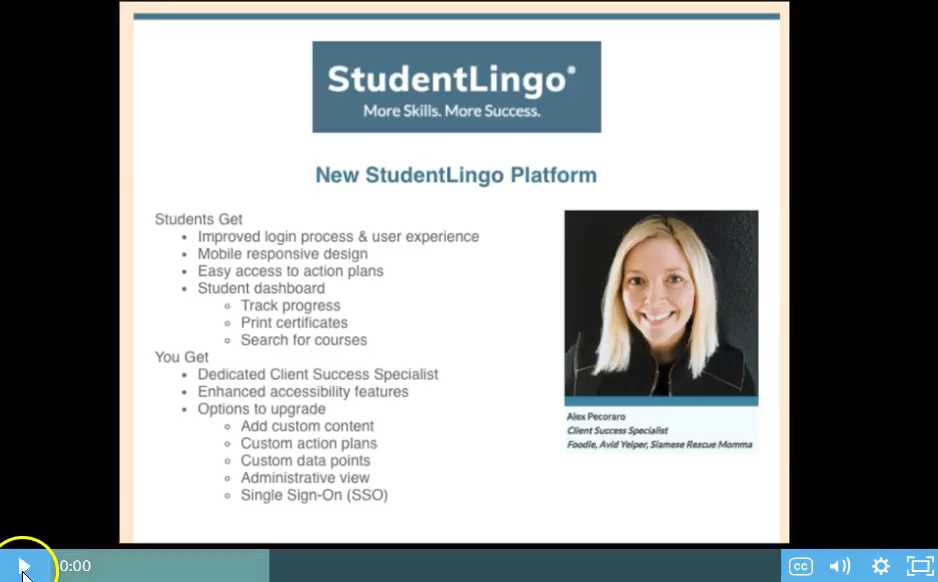 StudentLingo®
More Skills. More Success.
New StudentLingo Platform
Students Get
• Improved login process & user experience
• Mobile responsive design
• Easy access to action plans
• Student dashboard
◦ Track progress
◦ Print certificates
◦ Search for courses
You Get
• Dedicated Client Success Specialist
• Enhanced accessibility features
• Options to upgrade
◦ Add custom content
◦ Custom action plans
◦ Custom data points
◦ Administrative view
◦ Single Sign-On (SSO)
Alex Pecoraro
Client Success Specialist
Foodie, Avid Yelper, Siamese Rescue Momma
0:00
CC